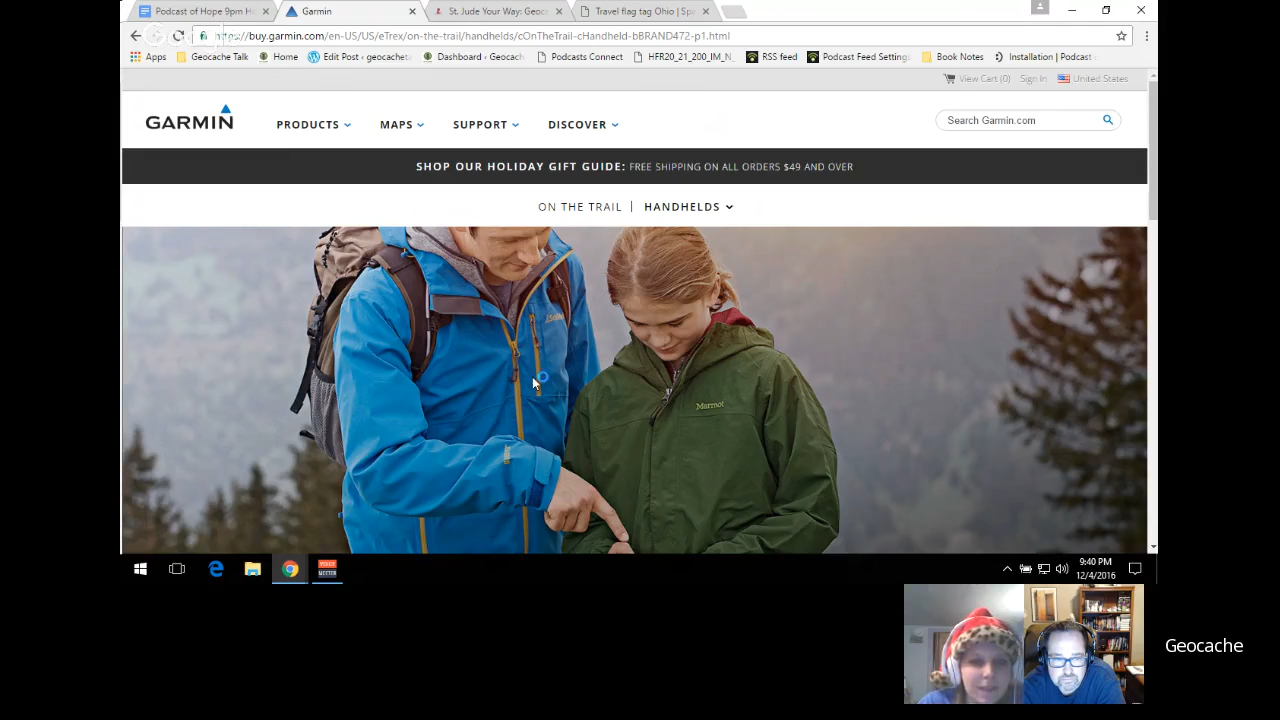 Podcast of Hope 9pm H
Garmin
St. Jude Your Way: Geoc
Travel flag tag Ohio | Sp
https://buy.garmin.com/en-US/US/eTrex/on-the-trail/handhelds/cOnTheTrail-cHandheld-bBRAND472-p1.html
Apps
Geocache Talk
Home
Edit Post ‹ geocachet
Dashboard ‹ Geocach
Podcasts Connect
HFR20_21_200_IM_N
RSS feed
Podcast Feed Settings
Book Notes
Installation | Podcast
View Cart (0) Sign In United States
GARMIN
PRODUCTS MAPS SUPPORT DISCOVER
Search Garmin.com
SHOP OUR HOLIDAY GIFT GUIDE: FREE SHIPPING ON ALL ORDERS $49 AND OVER
ON THE TRAIL | HANDHELDS
Marmot
VOICE
MEETER
9:40 PM
12/4/2016
Geocache